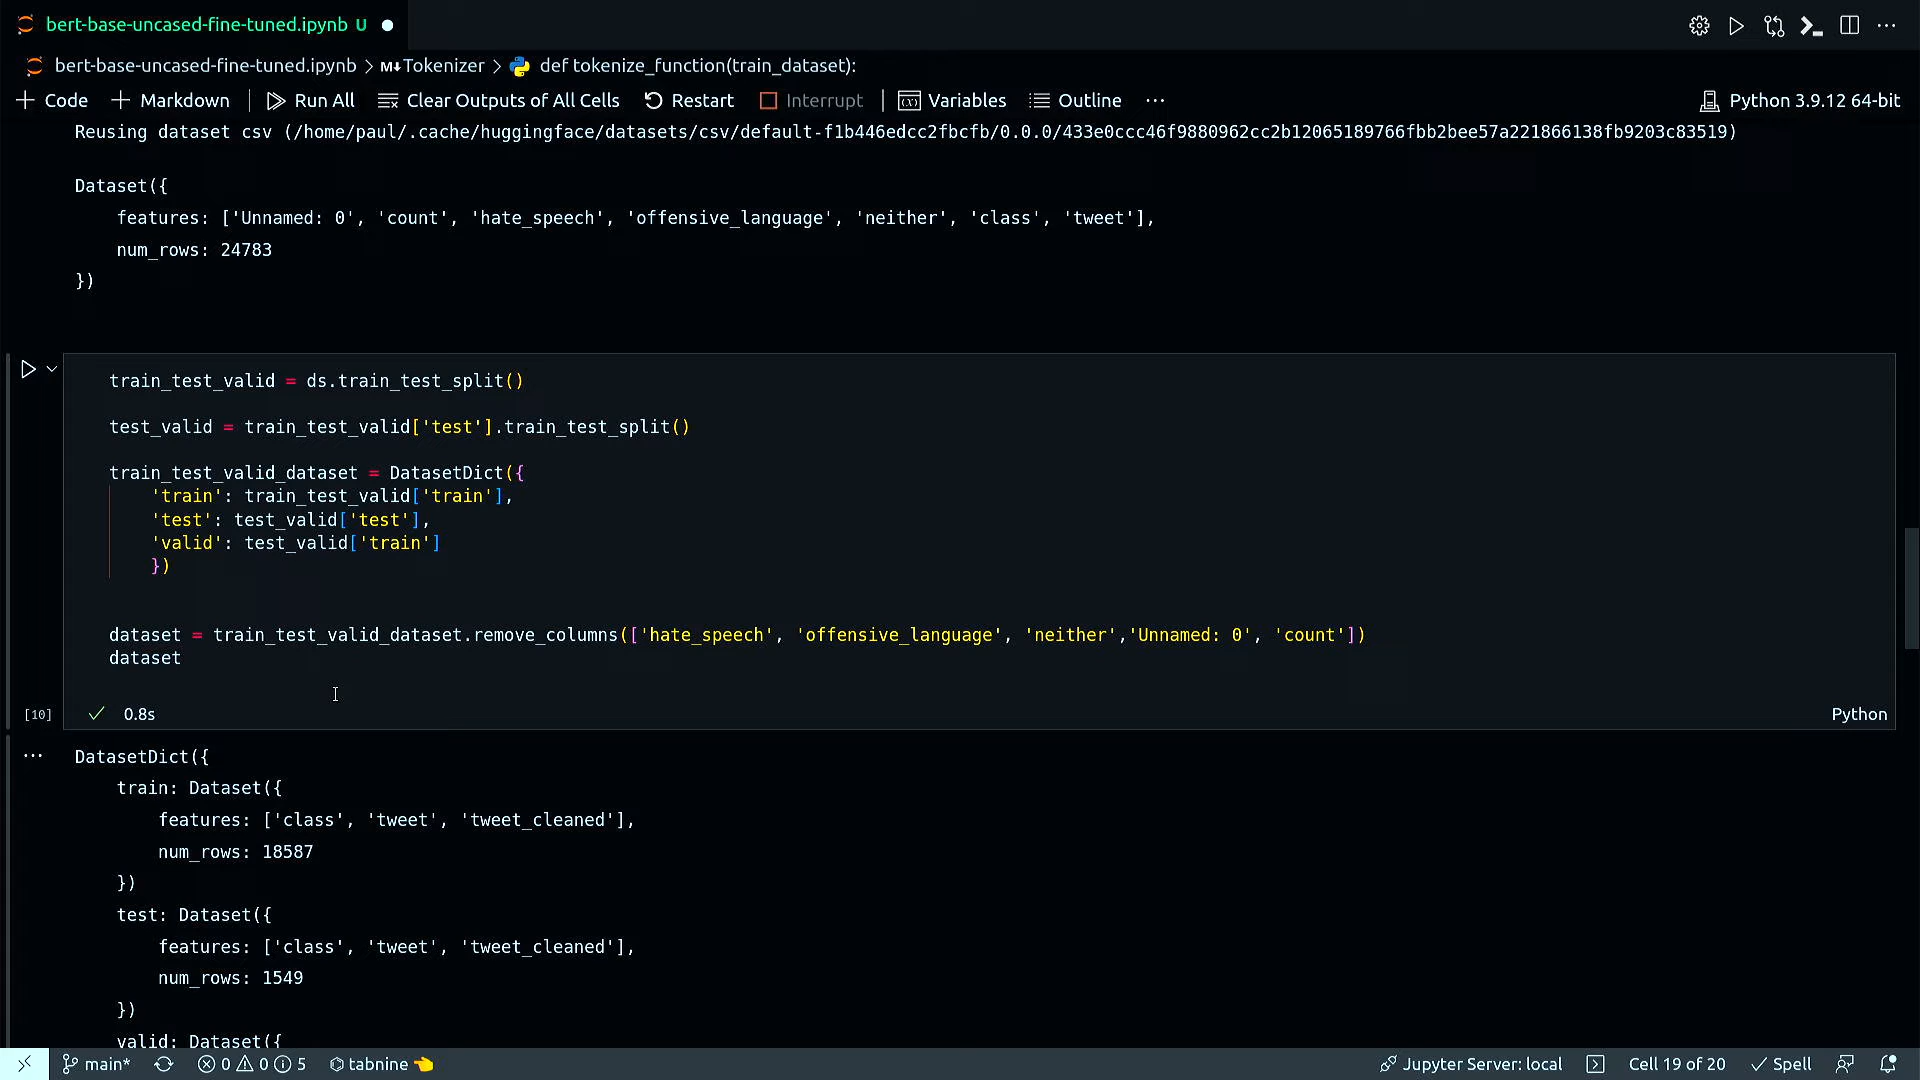 bert-base-uncased-fine-tuned.ipynb U
bert-base-uncased-fine-tuned.ipynb > M↓Tokenizer > def tokenize_function(train_dataset):
+ Code + Markdown | Run All Clear Outputs of All Cells Restart Interrupt | Variables Outline ··· Python 3.9.12 64-bit
Reusing dataset csv (/home/paul/.cache/huggingface/datasets/csv/default-f1b446edcc2fbcfb/0.0.0/433e0ccc46f9880962cc2b12065189766fbb2bee57a221866138fb9203c83519)
Dataset({
    features: ['Unnamed: 0', 'count', 'hate_speech', 'offensive_language', 'neither', 'class', 'tweet'],
    num_rows: 24783
})
train_test_valid = ds.train_test_split()
test_valid = train_test_valid['test'].train_test_split()
train_test_valid_dataset = DatasetDict({
    'train': train_test_valid['train'],
    'test': test_valid['test'],
    'valid': test_valid['train']
    })
dataset = train_test_valid_dataset.remove_columns(['hate_speech', 'offensive_language', 'neither','Unnamed: 0', 'count'])
dataset
[10] ✓ 0.8s Python
··· DatasetDict({
    train: Dataset({
        features: ['class', 'tweet', 'tweet_cleaned'],
        num_rows: 18587
    })
    test: Dataset({
        features: ['class', 'tweet', 'tweet_cleaned'],
        num_rows: 1549
    })
    valid: Dataset({
main* 0 0 5 tabnine 👈 Jupyter Server: local Cell 19 of 20 ✓ Spell